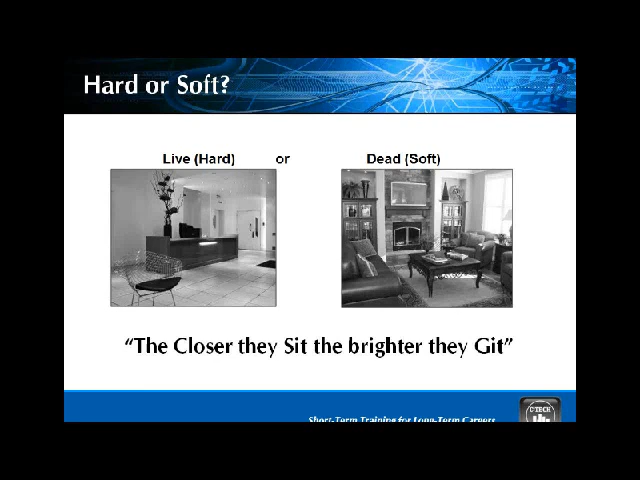 Hard or Soft?
Live (Hard) or Dead (Soft)
“The Closer they Sit the brighter they Git”
Short-Term Training for Long-Term Careers
C-TECH